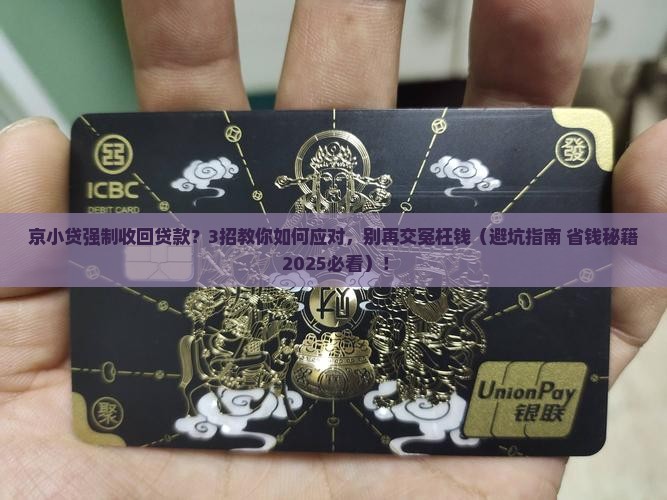 發
ICBC
DEBIT CARD
京小贷强制收回贷款？3招教你如何应对，别再交冤枉钱（避坑指南 省钱秘籍
2025必看）！
财
UnionPay
银联
聚